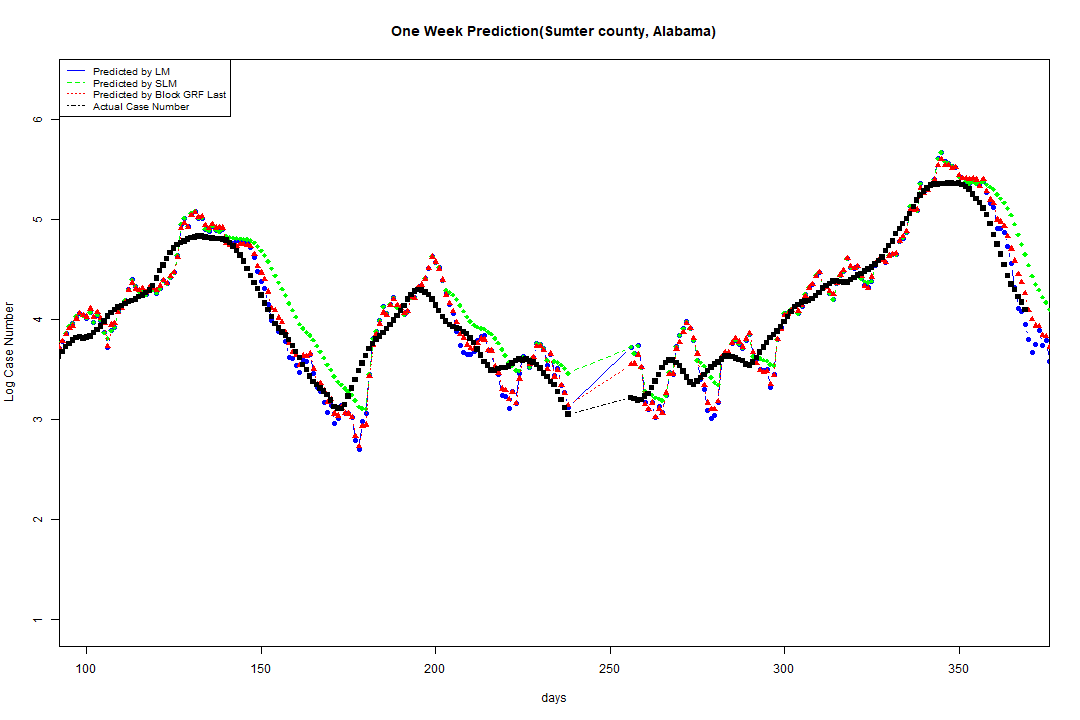 One Week Prediction(Sumter county, Alabama)
Predicted by LM
Predicted by SLM
Predicted by Block GRF Last
Actual Case Number
Log Case Number
6
5
4
3
2
1
100 150 200 250 300 350
days